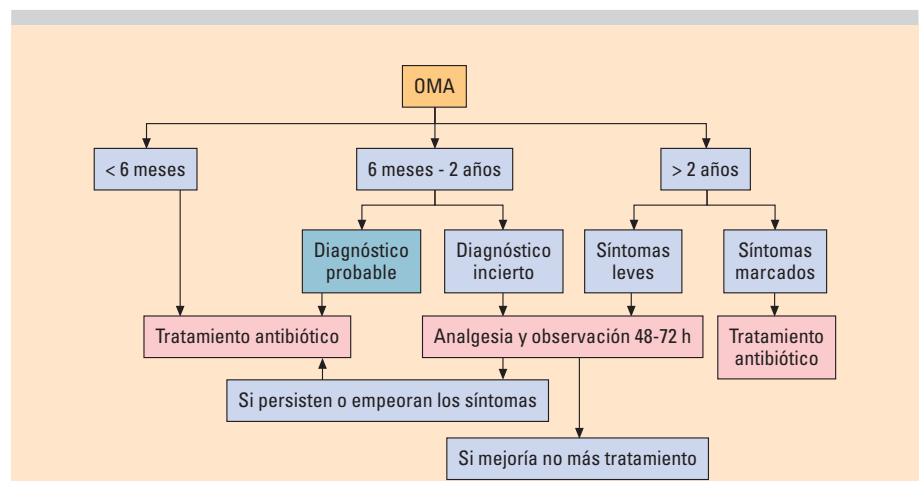 OMA
< 6 meses
6 meses - 2 años
> 2 años
Diagnóstico
probable
Diagnóstico
incierto
Síntomas
leves
Síntomas
marcados
Tratamiento antibiótico
Analgesia y observación 48-72 h
Tratamiento
antibiótico
Si persisten o empeoran los síntomas
Si mejoría no más tratamiento